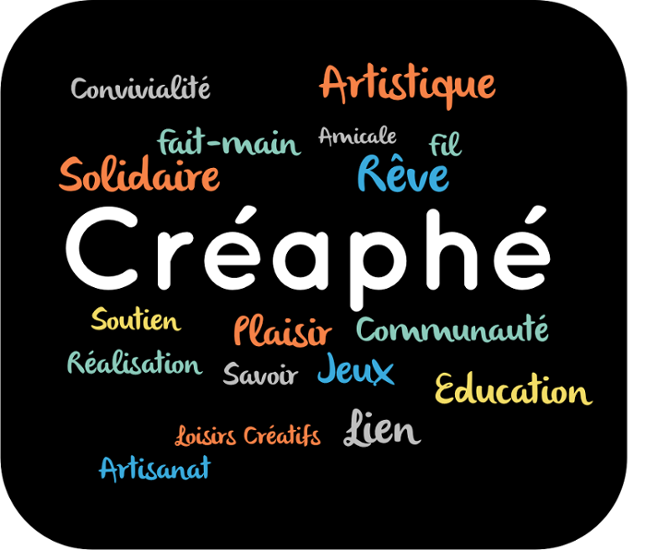 Convivialité Artistique
fait-main Amicale fil
Solidaire Rêve
Créaphé
Soutien Plaisir Communauté
Réalisation Savoir Jeux
Education
Loisirs Créatifs Lien
Artisanat